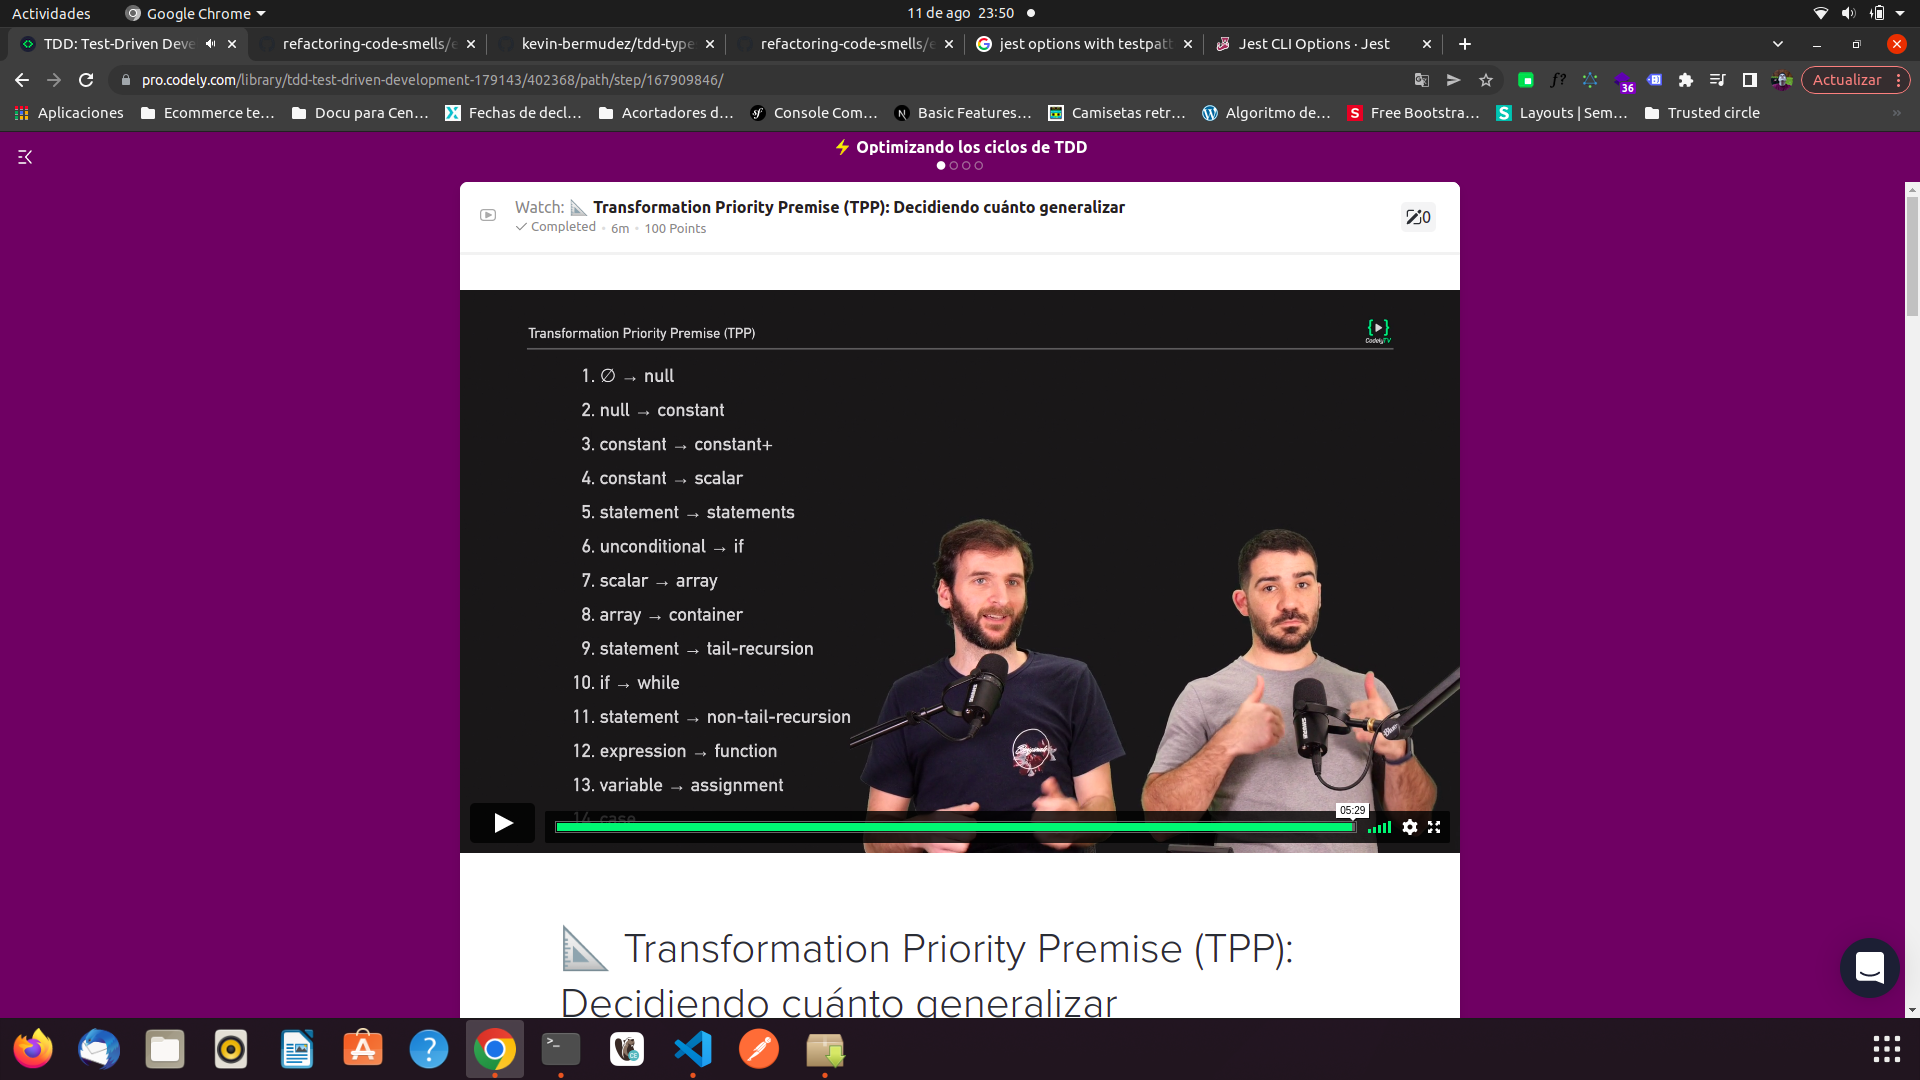 Actividades
Google Chrome
11 de ago 23:50
TDD: Test-Driven Deve
refactoring-code-smells/e
kevin-bermudez/tdd-type
refactoring-code-smells/e
jest options with testpatt
Jest CLI Options · Jest
pro.codely.com/library/tdd-test-driven-development-179143/402368/path/step/167909846/
f?
36
Actualizar
Aplicaciones
Ecommerce te…
Docu para Cen…
Fechas de decl…
Acortadores d…
Console Com…
Basic Features…
Camisetas retr…
Algoritmo de…
Free Bootstra…
Layouts | Sem…
Trusted circle
⚡ Optimizando los ciclos de TDD
Watch: 📐 Transformation Priority Premise (TPP): Decidiendo cuánto generalizar
Completed • 6m • 100 Points
0
Transformation Priority Premise (TPP)
CodelyTV
1. ∅ → null
2. null → constant
3. constant → constant+
4. constant → scalar
5. statement → statements
6. unconditional → if
7. scalar → array
8. array → container
9. statement → tail-recursion
10. if → while
11. statement → non-tail-recursion
12. expression → function
13. variable → assignment
14. case
05:29
📐 Transformation Priority Premise (TPP):
Decidiendo cuánto generalizar